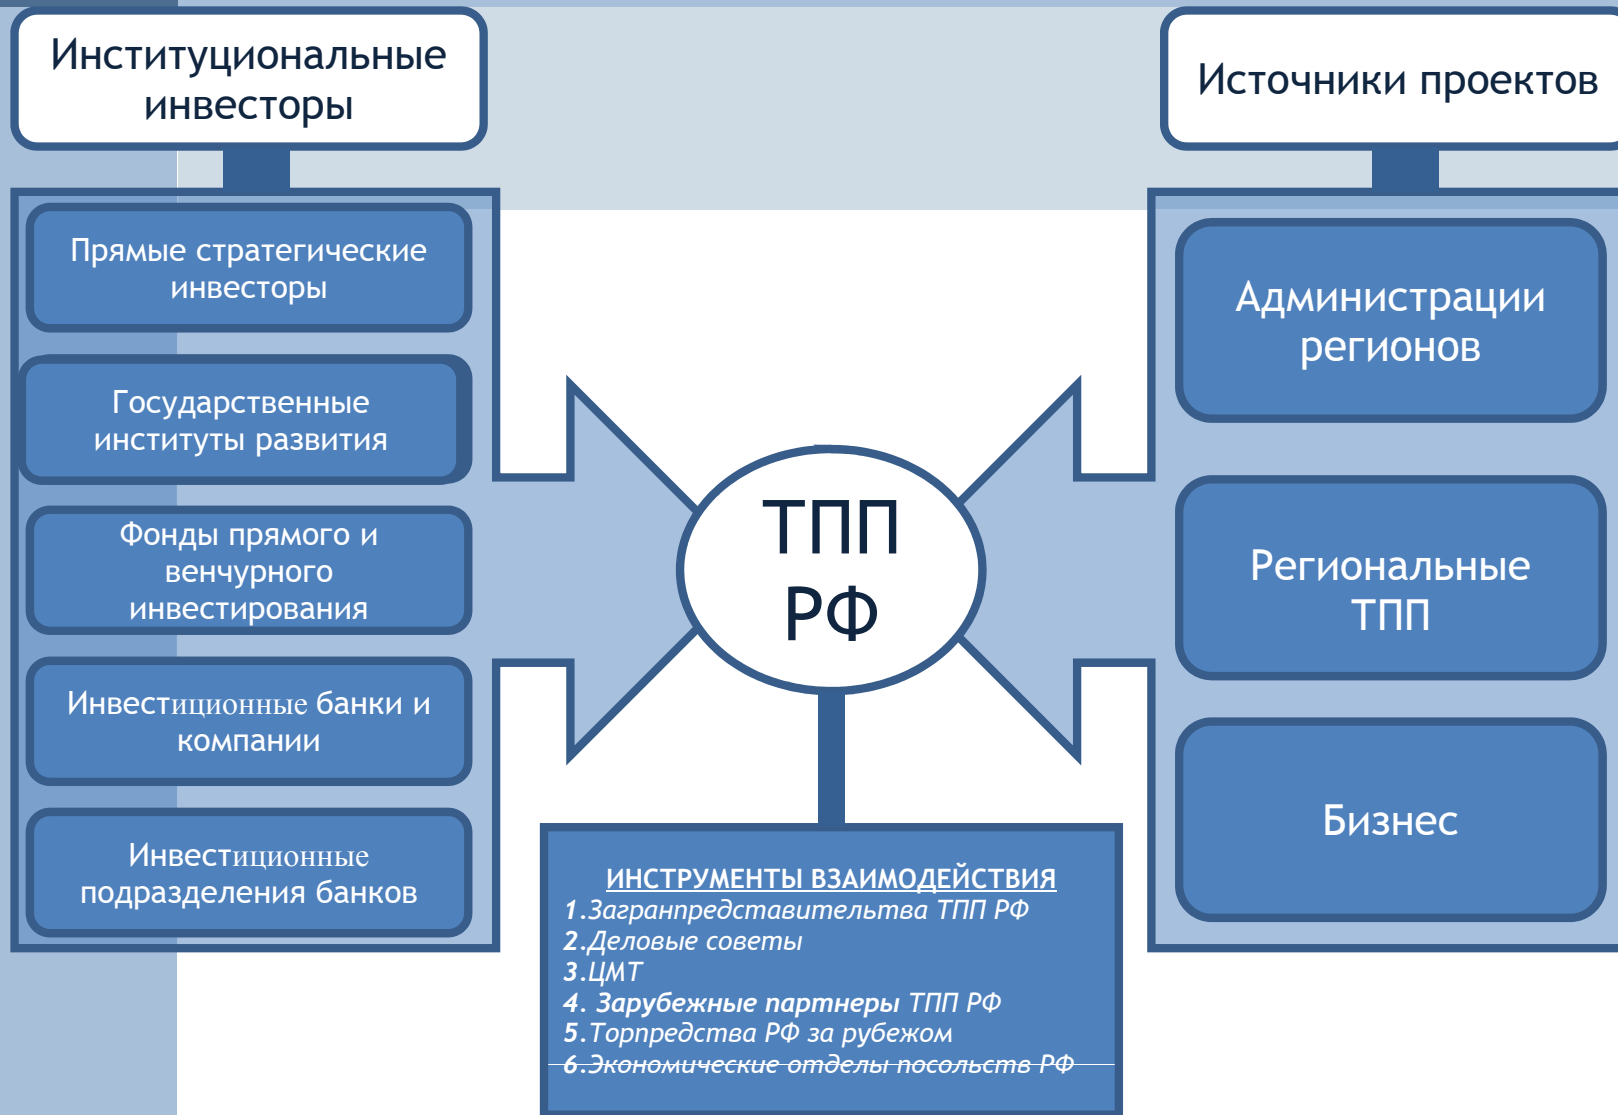 Институциональные
инвесторы
Прямые стратегические
инвесторы
Государственные
институты развития
Фонды прямого и
венчурного
инвестирования
Инвестиционные банки и
компании
Инвестиционные
подразделения банков
ТПП
РФ
ИНСТРУМЕНТЫ ВЗАИМОДЕЙСТВИЯ
1.Загранпредставительтва ТПП РФ
2.Деловые советы
3.ЦМТ
4. Зарубежные партнеры ТПП РФ
5.Торпредства РФ за рубежом
6.Экономические отделы посольств РФ
Источники проектов
Администрации
регионов
Региональные
ТПП
Бизнес